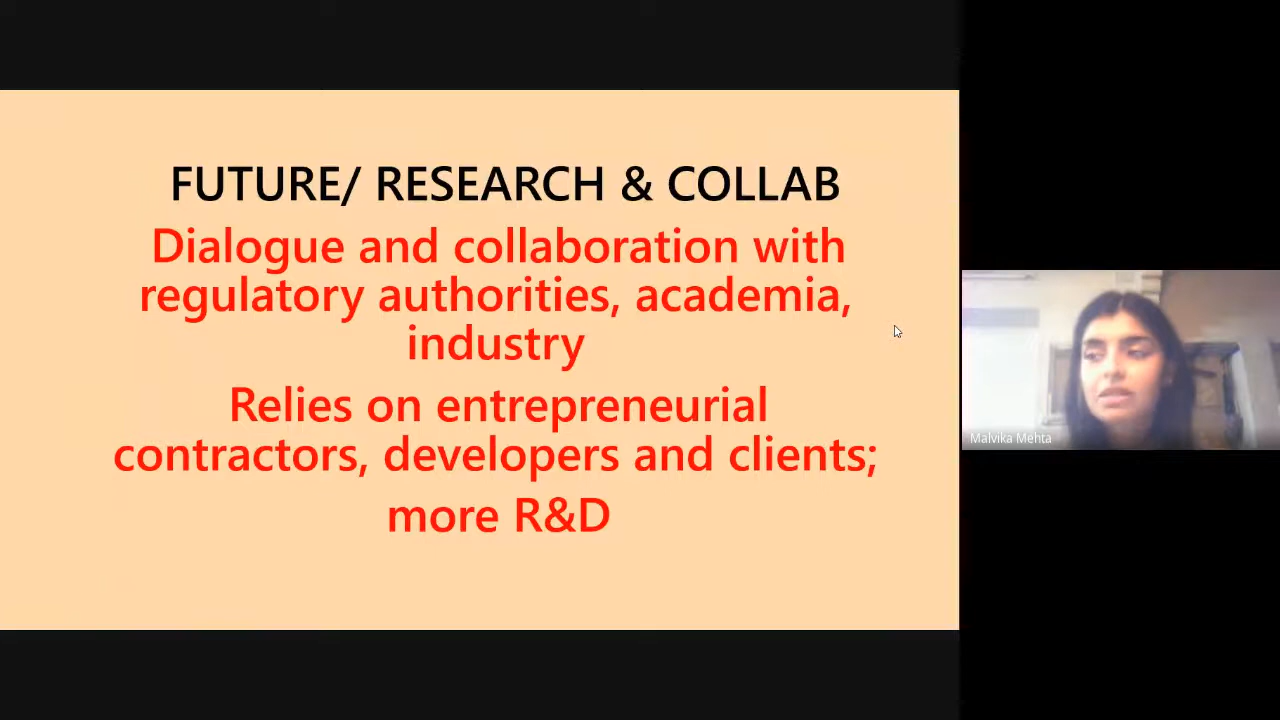 FUTURE/ RESEARCH & COLLAB
Dialogue and collaboration with
regulatory authorities, academia,
industry
Relies on entrepreneurial
contractors, developers and clients;
more R&D
Malvika Mehta